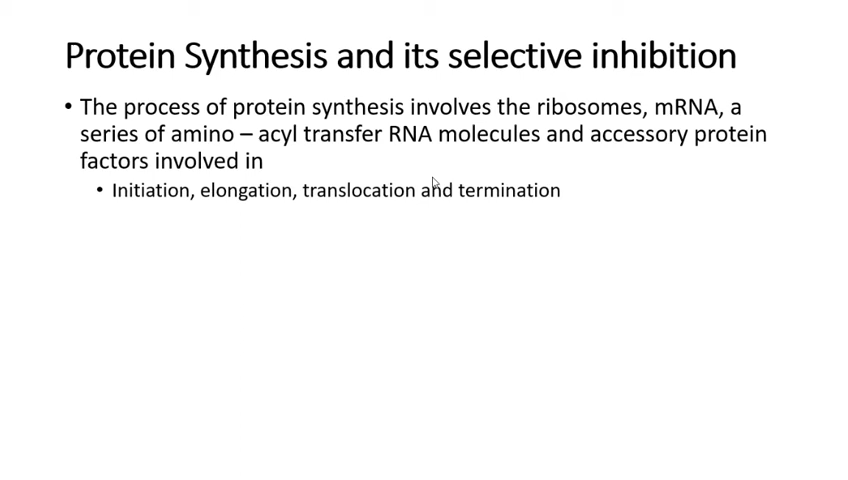 Protein Synthesis and its selective inhibition
• The process of protein synthesis involves the ribosomes, mRNA, a
series of amino – acyl transfer RNA molecules and accessory protein
factors involved in
• Initiation, elongation, translocation and termination